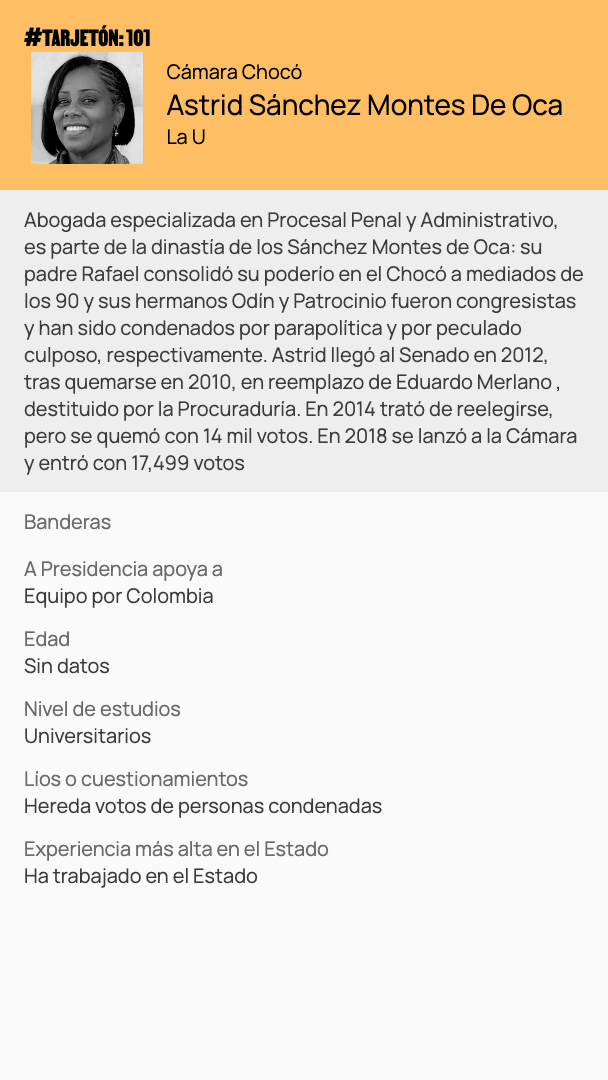 #TARJETÓN: 101
Cámara Chocó
Astrid Sánchez Montes De Oca
La U
Abogada especializada en Procesal Penal y Administrativo,
es parte de la dinastía de los Sánchez Montes de Oca: su
padre Rafael consolidó su poderío en el Chocó a mediados de
los 90 y sus hermanos Odín y Patrocinio fueron congresistas
y han sido condenados por parapolítica y por peculado
culposo, respectivamente. Astrid llegó al Senado en 2012,
tras quemarse en 2010, en reemplazo de Eduardo Merlano ,
destituido por la Procuraduría. En 2014 trató de reelegirse,
pero se quemó con 14 mil votos. En 2018 se lanzó a la Cámara
y entró con 17,499 votos
Banderas
A Presidencia apoya a
Equipo por Colombia
Edad
Sin datos
Nivel de estudios
Universitarios
Líos o cuestionamientos
Hereda votos de personas condenadas
Experiencia más alta en el Estado
Ha trabajado en el Estado